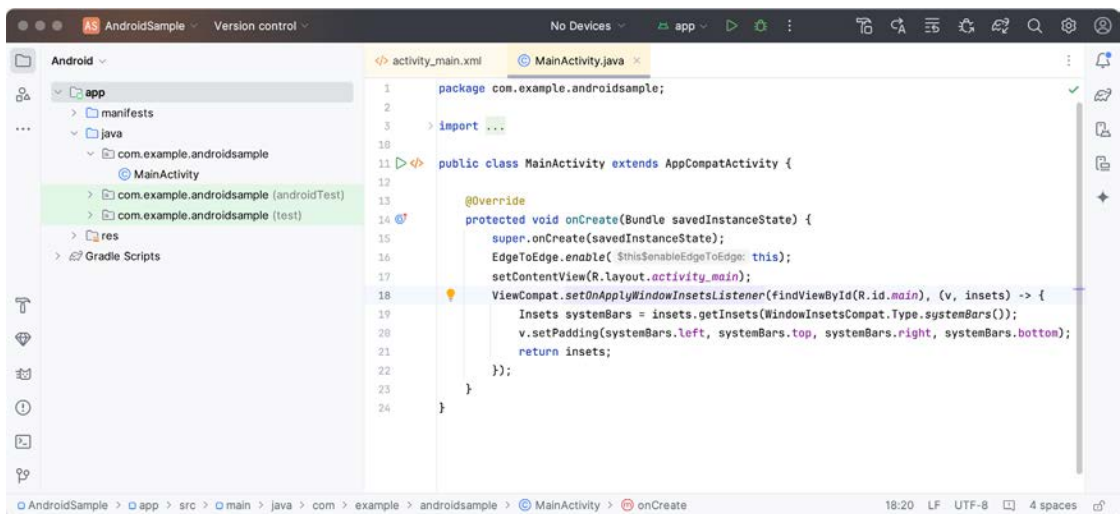 AS AndroidSample Version control No Devices app
Android
app
manifests
java
com.example.androidsample
MainActivity
com.example.androidsample (androidTest)
com.example.androidsample (test)
res
Gradle Scripts
activity_main.xml MainActivity.java
1 package com.example.androidsample;
2
3 import ...
10
11 public class MainActivity extends AppCompatActivity {
12
13 @Override
14 protected void onCreate(Bundle savedInstanceState) {
15 super.onCreate(savedInstanceState);
16 EdgeToEdge.enable( $this$enableEdgeToEdge: this);
17 setContentView(R.layout.activity_main);
18 ViewCompat.setOnApplyWindowInsetsListener(findViewById(R.id.main), (v, insets) -> {
19 Insets systemBars = insets.getInsets(WindowInsetsCompat.Type.systemBars());
20 v.setPadding(systemBars.left, systemBars.top, systemBars.right, systemBars.bottom);
21 return insets;
22 });
23 }
24 }
AndroidSample > app > src > main > java > com > example > androidsample > MainActivity > onCreate 18:20 LF UTF-8 4 spaces